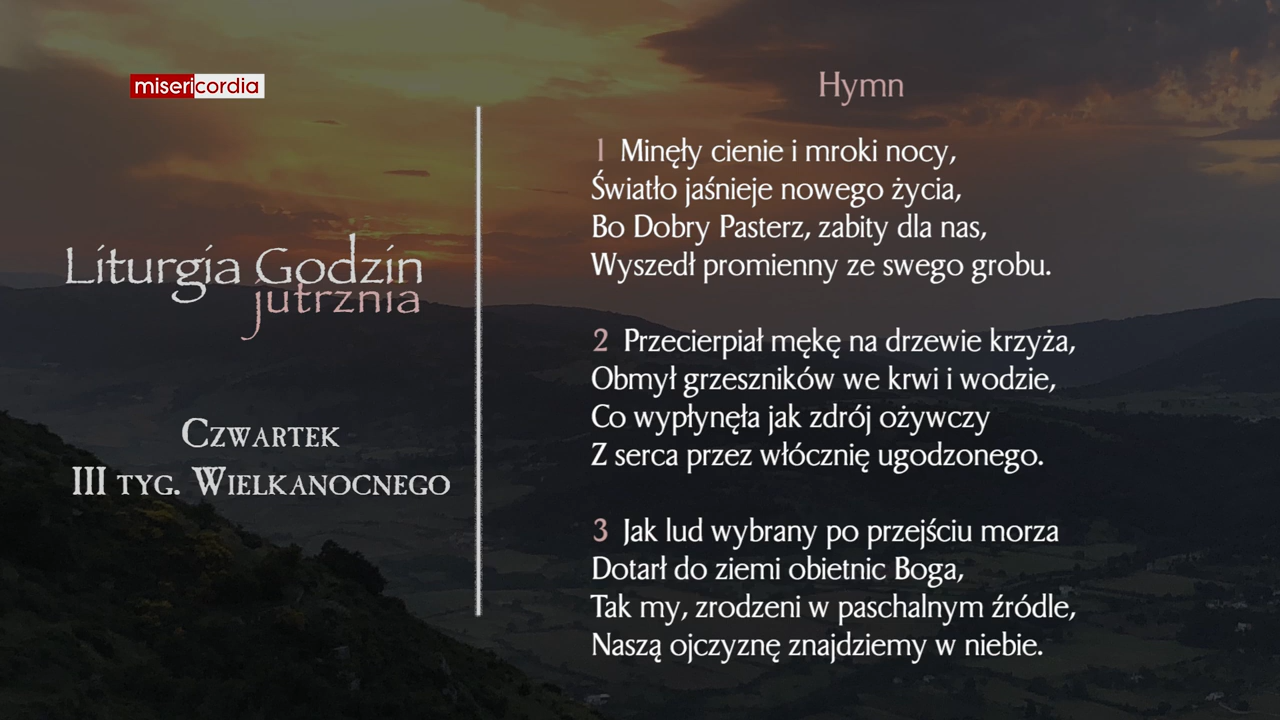 misericordia
Liturgia Godzin
jutrznia
Czwartek
III tyg. Wielkanocnego
Hymn
1 Minęły cienie i mroki nocy,
Światło jaśnieje nowego życia,
Bo Dobry Pasterz, zabity dla nas,
Wyszedł promienny ze swego grobu.
2 Przecierpiał mękę na drzewie krzyża,
Obmył grzeszników we krwi i wodzie,
Co wypłynęła jak zdrój ożywczy
Z serca przez włócznię ugodzonego.
3 Jak lud wybrany po przejściu morza
Dotarł do ziemi obietnic Boga,
Tak my, zrodzeni w paschalnym źródle,
Naszą ojczyznę znajdziemy w niebie.